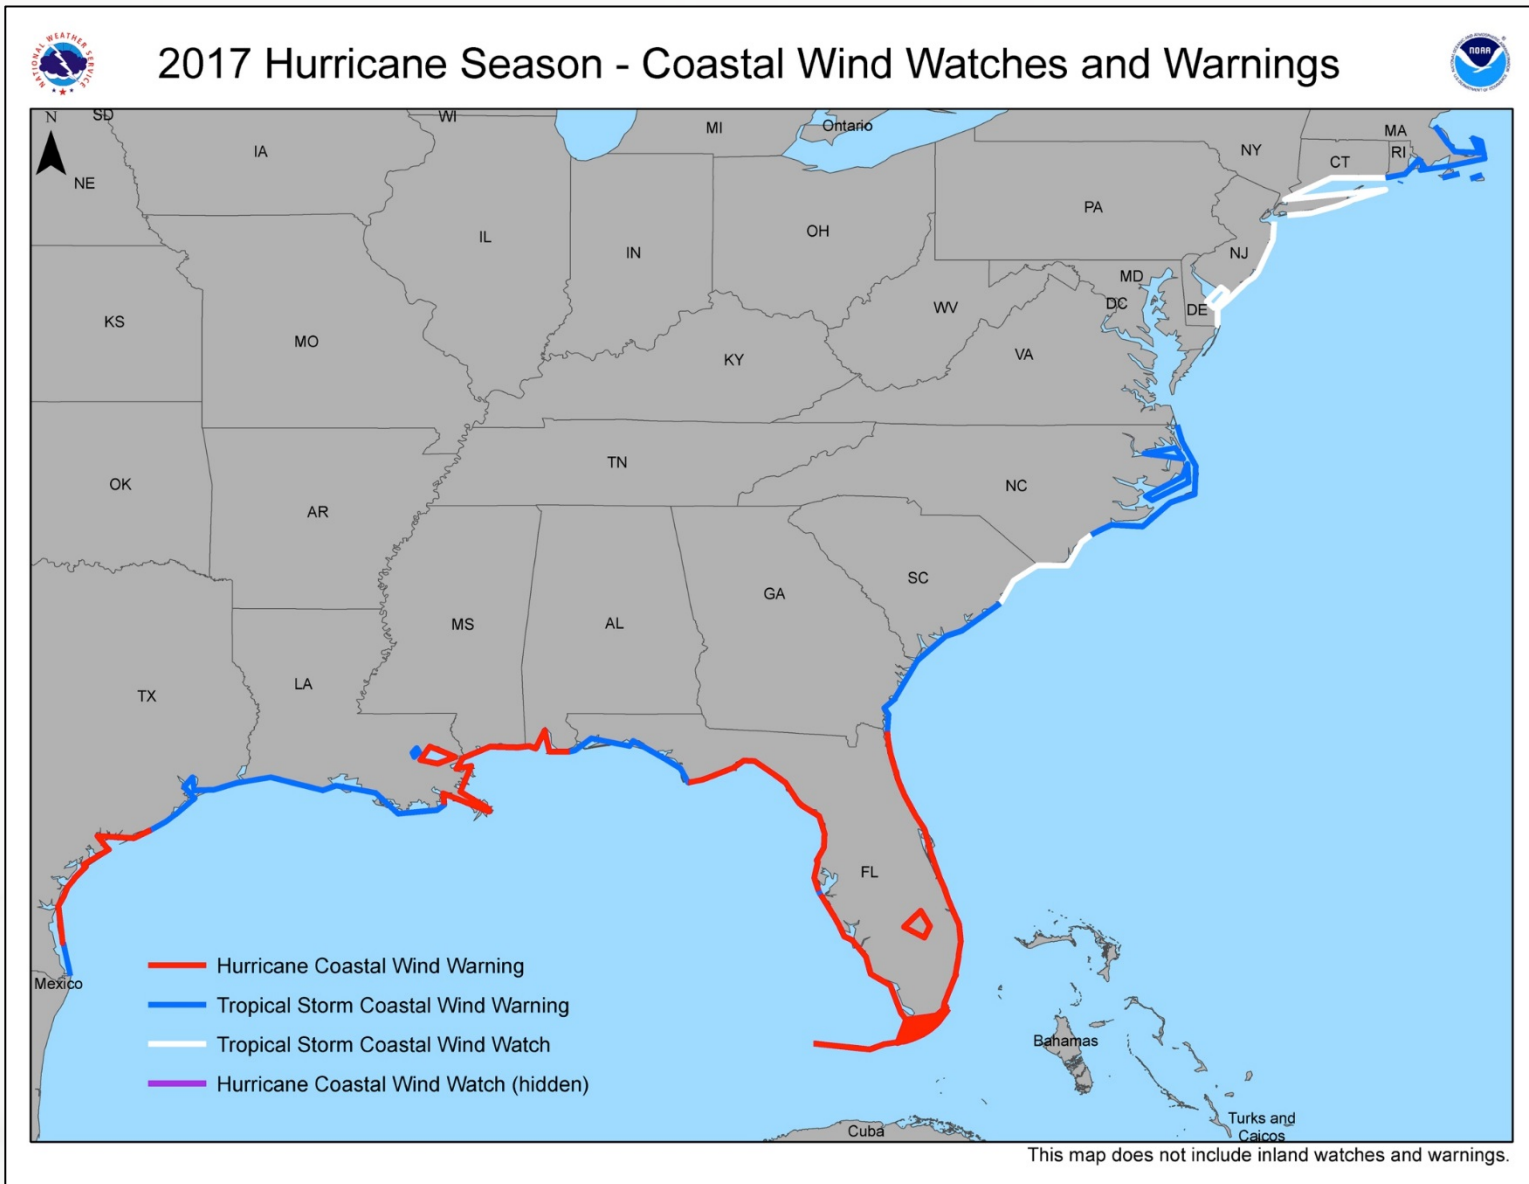 2017 Hurricane Season - Coastal Wind Watches and Warnings
NATIONAL WEATHER SERVICE
NOAA
N
SD
WI
MI
Ontario
MA
IA
NY
CT
RI
NE
PA
IL
IN
OH
NJ
MD
KS
MO
WV
DC
DE
KY
VA
OK
AR
TN
NC
SC
GA
MS
AL
LA
TX
FL
Mexico
Hurricane Coastal Wind Warning
Tropical Storm Coastal Wind Warning
Tropical Storm Coastal Wind Watch
Hurricane Coastal Wind Watch (hidden)
Bahamas
Turks and
Caicos
Cuba
This map does not include inland watches and warnings.